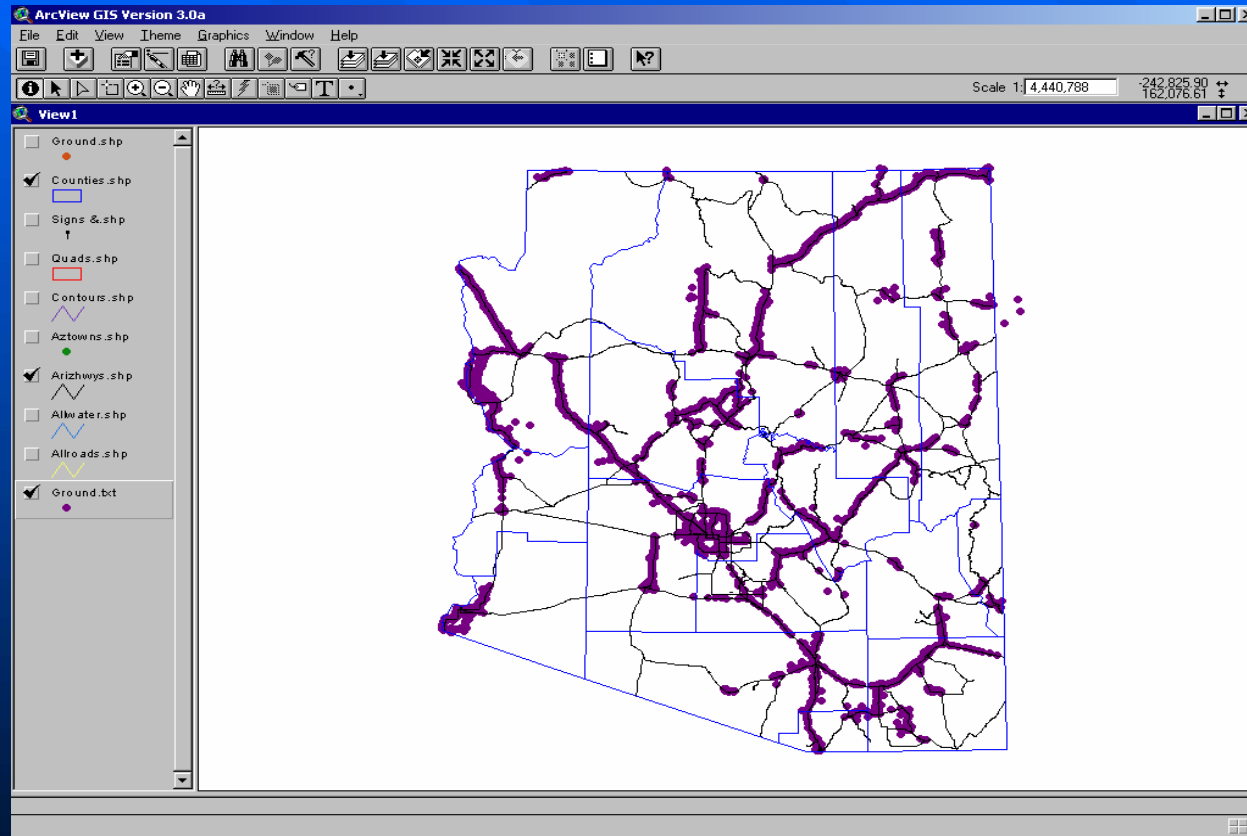 ArcView GIS Version 3.0a
File Edit View Theme Graphics Window Help
Scale 1: 4,440,788
-242,825.90
162,076.61
View1
Ground.shp
Counties.shp
Signs &.shp
Quads.shp
Contours.shp
Aztowns.shp
Arizhwys.shp
Allwater.shp
Allroads.shp
Ground.txt